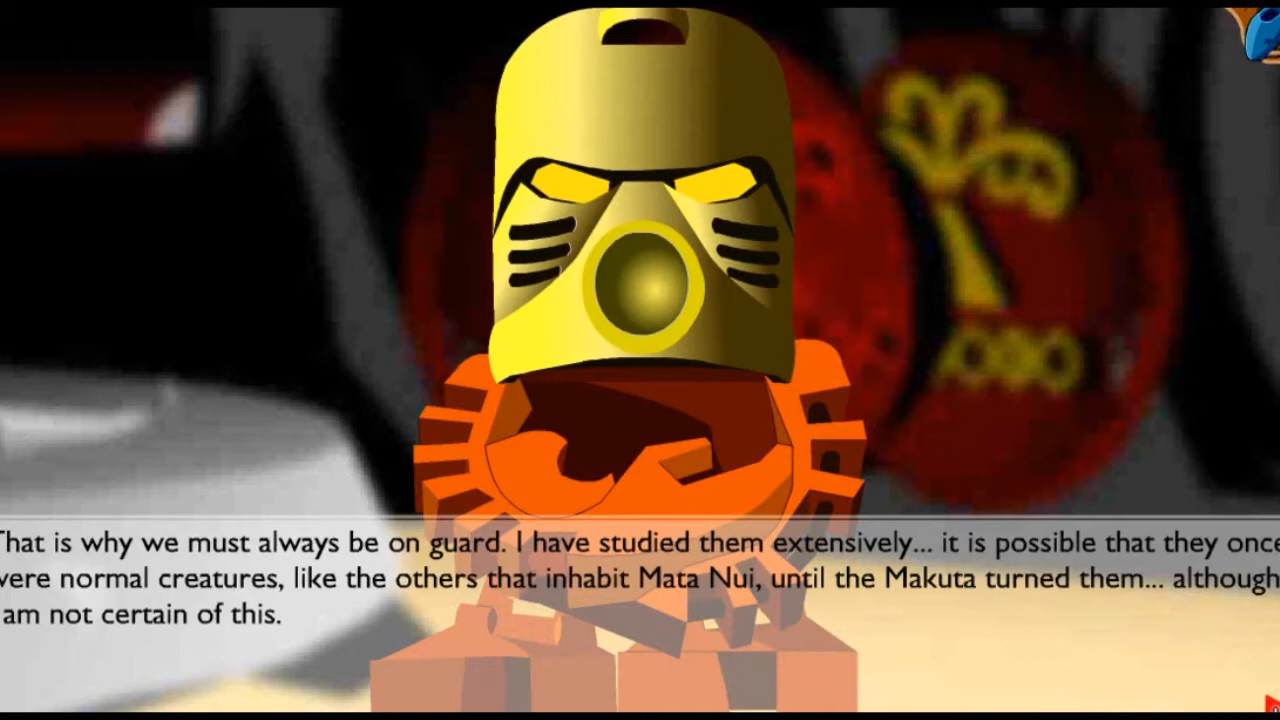 That is why we must always be on guard. I have studied them extensively... it is possible that they once
were normal creatures, like the others that inhabit Mata Nui, until the Makuta turned them... although
am not certain of this.